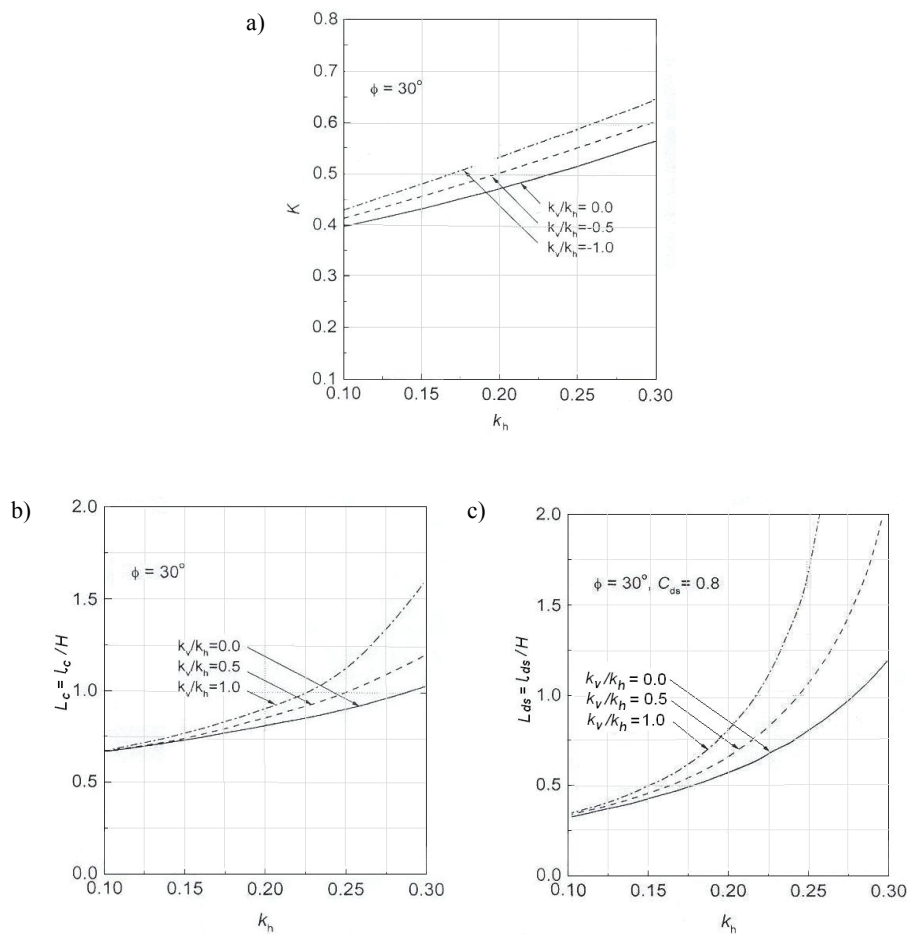 a)
0.8
0.7
0.6
0.5
0.4
0.3
0.2
0.1
K
ϕ = 30°
k_v/k_h= 0.0
k_v/k_h=-0.5
k_v/k_h=-1.0
0.10 0.15 0.20 0.25 0.30
k_h
b)
2.0
1.5
1.0
0.5
0.0
L_c = l_c /H
ϕ = 30°
k_v/k_h=0.0
k_v/k_h=0.5
k_v/k_h=1.0
0.10 0.15 0.20 0.25 0.30
k_h
c)
2.0
1.5
1.0
0.5
0.0
L_ds = l_ds/H
ϕ = 30°, C_ds= 0.8
k_v/k_h = 0.0
k_v/k_h = 0.5
k_v/k_h = 1.0
0.10 0.15 0.20 0.25 0.30
k_h